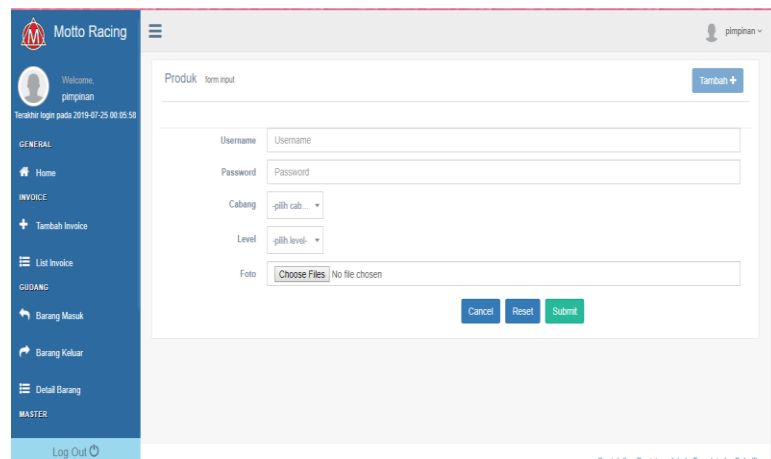 Motto Racing
pimpinan
Welcome,
pimpinan
Terakhir login pada 2019-07-25 00:05:58
GENERAL
Home
INVOICE
Tambah Invoice
List Invoice
GUDANG
Barang Masuk
Barang Keluar
Detail Barang
MASTER
Log Out
Produk form input
Tambah +
Username Username
Password Password
Cabang -pilih cab...
Level -pilih level-
Foto Choose Files No file chosen
Cancel Reset Submit